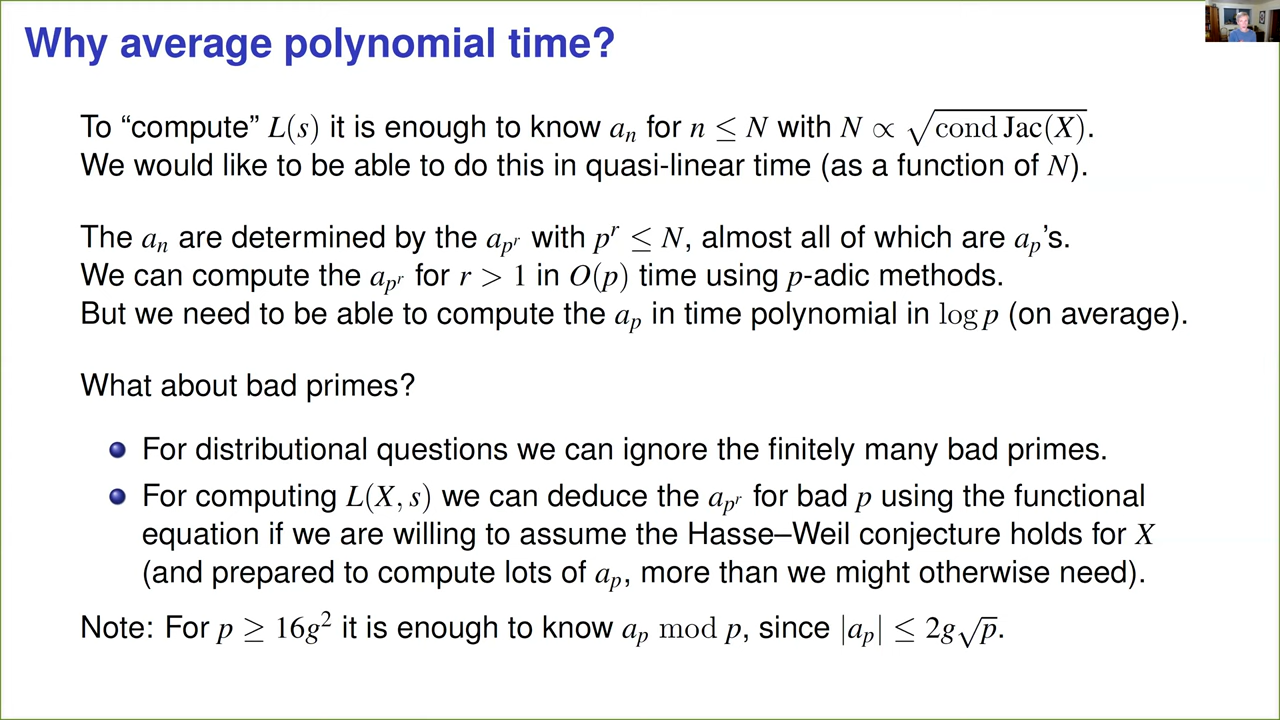 Why average polynomial time?
To “compute” L(s) it is enough to know aₙ for n ≤ N with N ∝ √(cond Jac(X)).
We would like to be able to do this in quasi-linear time (as a function of N).
The aₙ are determined by the a_{p^r} with p^r ≤ N, almost all of which are a_p’s.
We can compute the a_{p^r} for r > 1 in O(p) time using p-adic methods.
But we need to be able to compute the a_p in time polynomial in log p (on average).
What about bad primes?
For distributional questions we can ignore the finitely many bad primes.
For computing L(X, s) we can deduce the a_{p^r} for bad p using the functional
equation if we are willing to assume the Hasse–Weil conjecture holds for X
(and prepared to compute lots of a_p, more than we might otherwise need).
Note: For p ≥ 16g² it is enough to know a_p mod p, since |a_p| ≤ 2g√p.